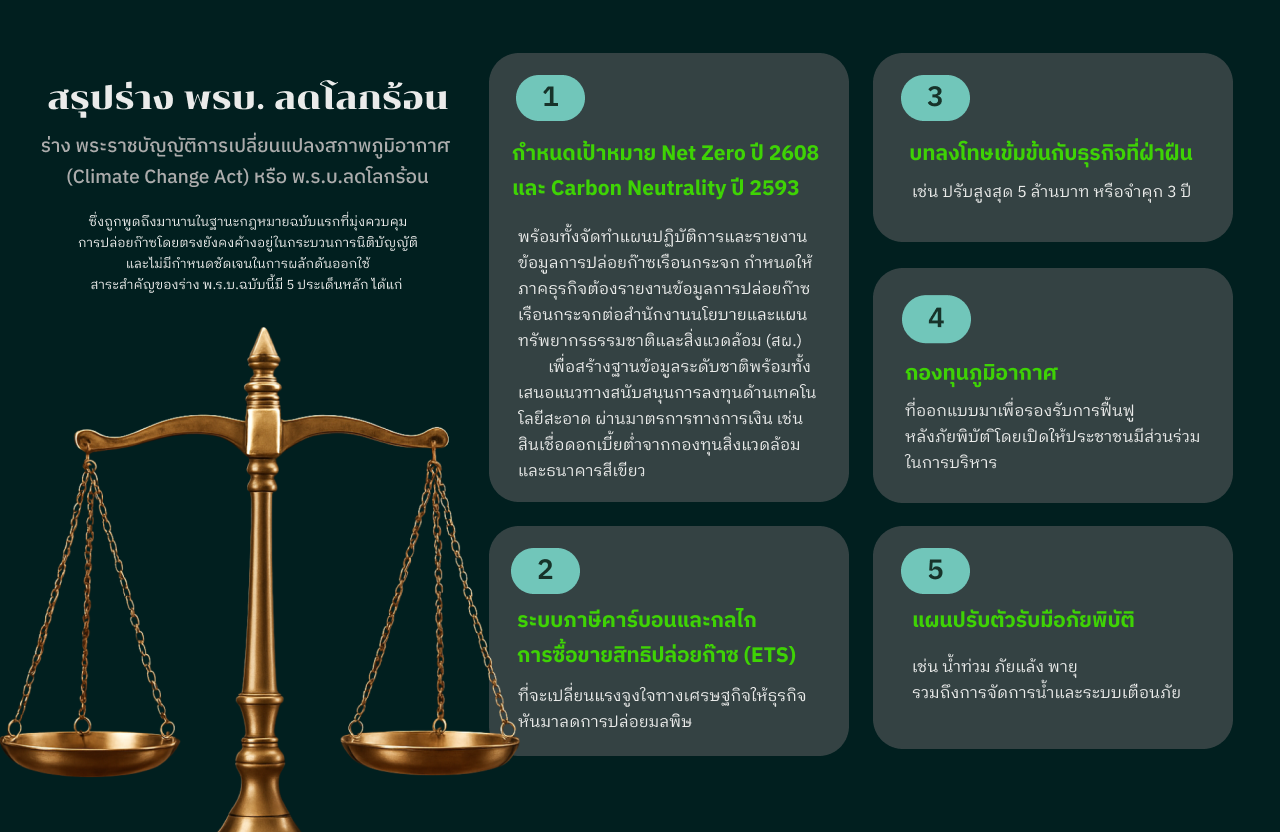 สรุปร่าง พรบ. ลดโลกร้อน
ร่าง พระราชบัญญัติการเปลี่ยนแปลงสภาพภูมิอากาศ
(Climate Change Act) หรือ พ.ร.บ.ลดโลกร้อน
ซึ่งถูกพูดถึงมานานในฐานะกฎหมายฉบับแรกที่มุ่งควบคุม
การปล่อยก๊าซโดยตรงยังคงค้างอยู่ในกระบวนการนิติบัญญัติ
และไม่มีกำหนดชัดเจนในการผลักดันออกใช้
สาระสำคัญของร่าง พ.ร.บ.ฉบับนี้มี 5 ประเด็นหลัก ได้แก่
1
กำหนดเป้าหมาย Net Zero ปี 2608
และ Carbon Neutrality ปี 2593
พร้อมทั้งจัดทำแผนปฏิบัติการและรายงาน
ข้อมูลการปล่อยก๊าซเรือนกระจก กำหนดให้
ภาคธุรกิจต้องรายงานข้อมูลการปล่อยก๊าซ
เรือนกระจกต่อสำนักงานนโยบายและแผน
ทรัพยากรธรรมชาติและสิ่งแวดล้อม (สผ.)
เพื่อสร้างฐานข้อมูลระดับชาติพร้อมทั้ง
เสนอแนวทางสนับสนุนการลงทุนด้านเทคโน
โลยีสะอาด ผ่านมาตรการทางการเงิน เช่น
สินเชื่อดอกเบี้ยต่ำจากกองทุนสิ่งแวดล้อม
และธนาคารสีเขียว
2
ระบบภาษีคาร์บอนและกลไก
การซื้อขายสิทธิปล่อยก๊าซ (ETS)
ที่จะเปลี่ยนแรงจูงใจทางเศรษฐกิจให้ธุรกิจ
หันมาลดการปล่อยมลพิษ
3
บทลงโทษเข้มข้นกับธุรกิจที่ฝ่าฝืน
เช่น ปรับสูงสุด 5 ล้านบาท หรือจำคุก 3 ปี
4
กองทุนภูมิอากาศ
ที่ออกแบบมาเพื่อรองรับการฟื้นฟู
หลังภัยพิบัติโดยเปิดให้ประชาชนมีส่วนร่วม
ในการบริหาร
5
แผนปรับตัวรับมือภัยพิบัติ
เช่น น้ำท่วม ภัยแล้ง พายุ
รวมถึงการจัดการน้ำและระบบเตือนภัย